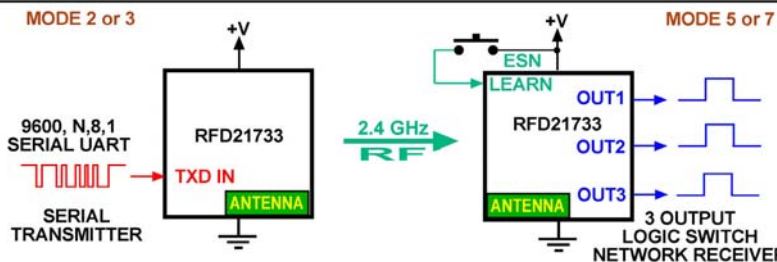 MODE 2 or 3
+V
9600, N,8,1
SERIAL UART
RFD21733
TXD IN
ANTENNA
SERIAL
TRANSMITTER
2.4 GHz
RF
MODE 5 or 7
+V
ESN
LEARN
RFD21733
OUT1
OUT2
OUT3
ANTENNA
3 OUTPUT
LOGIC SWITCH
NETWORK RECEIVER